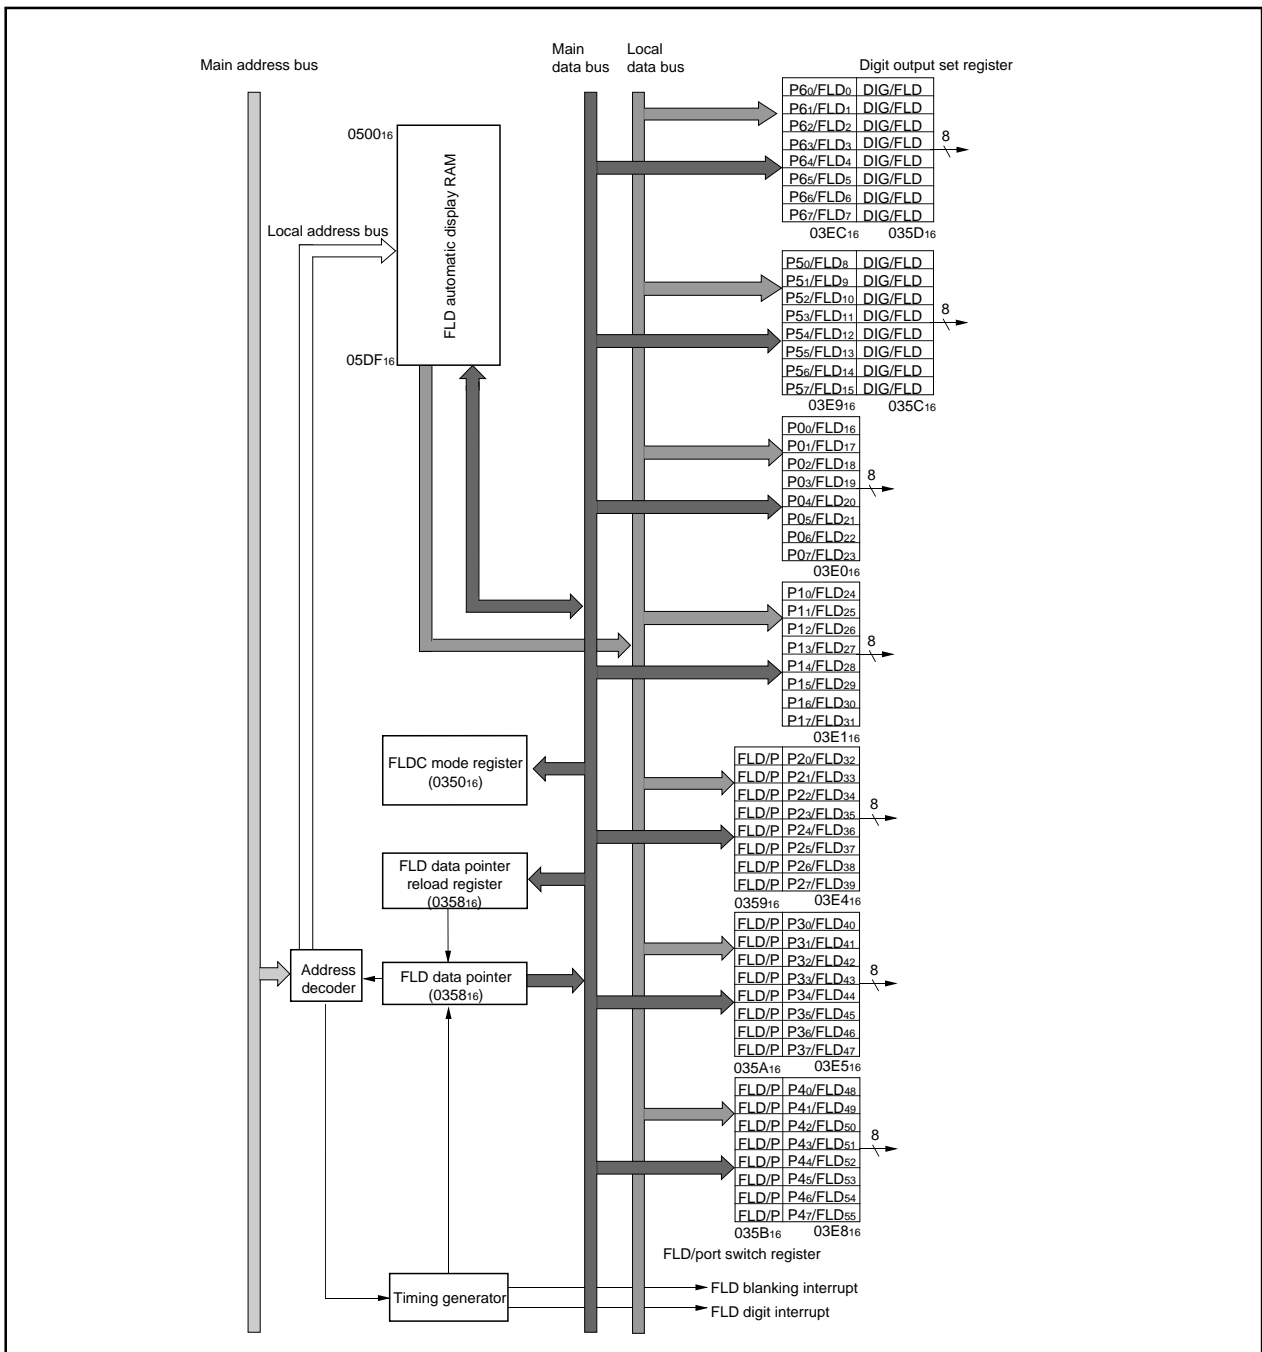 Main address bus
Main
data bus
Local
data bus
Digit output set register
050016
FLD automatic display RAM
05DF16
Local address bus
P60/FLD0 DIG/FLD
P61/FLD1 DIG/FLD
P62/FLD2 DIG/FLD
P63/FLD3 DIG/FLD
P64/FLD4 DIG/FLD
P65/FLD5 DIG/FLD
P66/FLD6 DIG/FLD
P67/FLD7 DIG/FLD
8
03EC16 035D16
P50/FLD8 DIG/FLD
P51/FLD9 DIG/FLD
P52/FLD10 DIG/FLD
P53/FLD11 DIG/FLD
P54/FLD12 DIG/FLD
P55/FLD13 DIG/FLD
P56/FLD14 DIG/FLD
P57/FLD15 DIG/FLD
8
03E916 035C16
P00/FLD16
P01/FLD17
P02/FLD18
P03/FLD19
P04/FLD20
P05/FLD21
P06/FLD22
P07/FLD23
8
03E016
P10/FLD24
P11/FLD25
P12/FLD26
P13/FLD27
P14/FLD28
P15/FLD29
P16/FLD30
P17/FLD31
8
03E116
FLDC mode register
(035016)
FLD/P P20/FLD32
FLD/P P21/FLD33
FLD/P P22/FLD34
FLD/P P23/FLD35
FLD/P P24/FLD36
FLD/P P25/FLD37
FLD/P P26/FLD38
FLD/P P27/FLD39
8
035916 03E416
FLD data pointer
reload register
(035816)
Address
decoder
FLD data pointer
(035816)
FLD/P P30/FLD40
FLD/P P31/FLD41
FLD/P P32/FLD42
FLD/P P33/FLD43
FLD/P P34/FLD44
FLD/P P35/FLD45
FLD/P P36/FLD46
FLD/P P37/FLD47
8
035A16 03E516
FLD/P P40/FLD48
FLD/P P41/FLD49
FLD/P P42/FLD50
FLD/P P43/FLD51
FLD/P P44/FLD52
FLD/P P45/FLD53
FLD/P P46/FLD54
FLD/P P47/FLD55
8
035B16 03E816
FLD/port switch register
Timing generator
FLD blanking interrupt
FLD digit interrupt